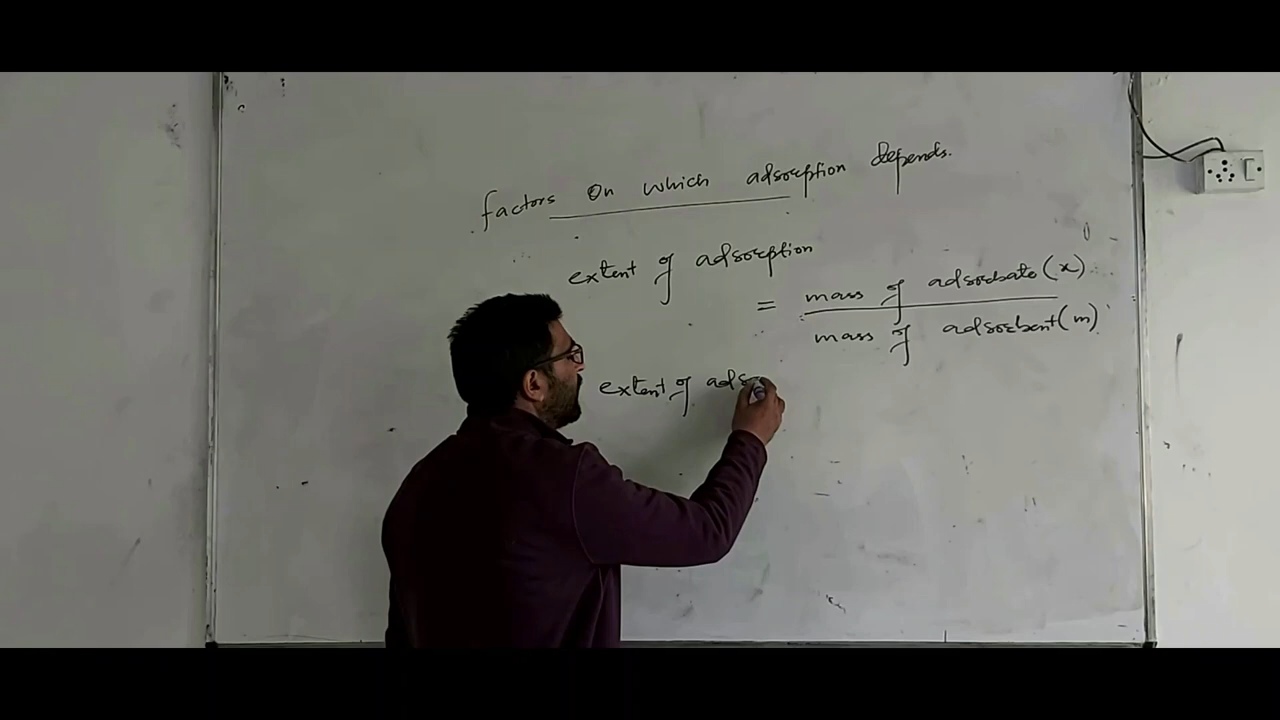 factors on which adsorption depends.
extent of adsorption
= mass of adsorbate (x)
mass of adsorbent (m)
extent of ads